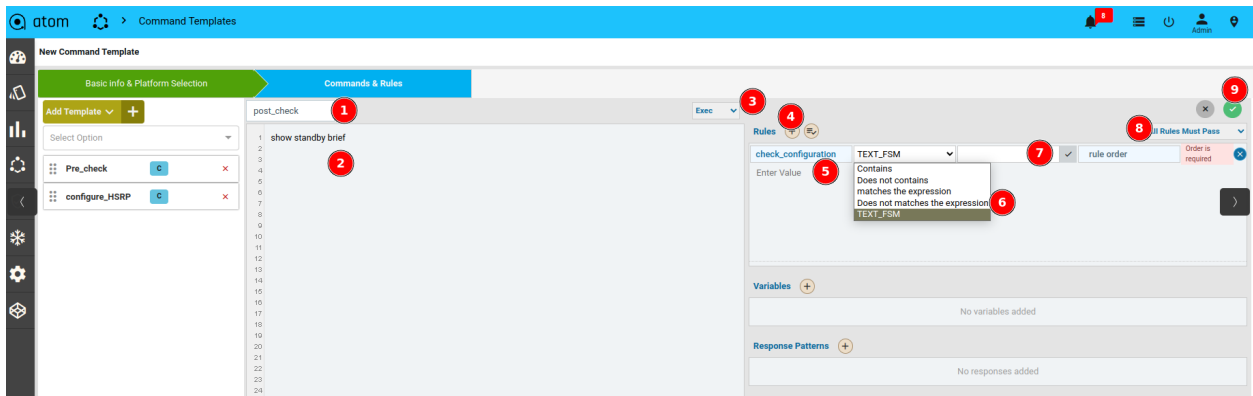 atom > Command Templates 8 Admin
New Command Template
Basic info & Platform Selection Commands & Rules
9
Add Template + post_check 1 Exec 3
4
Select Option Rules 8 ll Rules Must Pass
1 show standby brief
2
Pre_check C × check_configuration TEXT_FSM 7 rule order Order is required
Enter Value 5 Contains
Does not contains
matches the expression
configure_HSRP C × Does not matches the expression 6
TEXT_FSM
2
3
4
5
6
7
8
9
10
11
12
13
14
15
16
17
18
19
20
21
22
23
24
Variables +
No variables added
Response Patterns +
No responses added